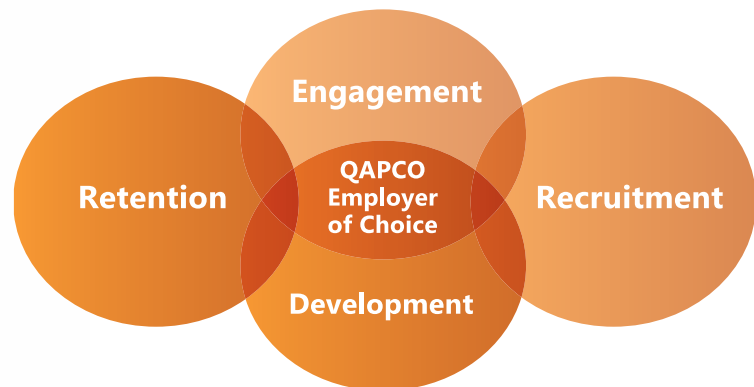 Engagement
Retention
QAPCO
Employer
of Choice
Recruitment
Development